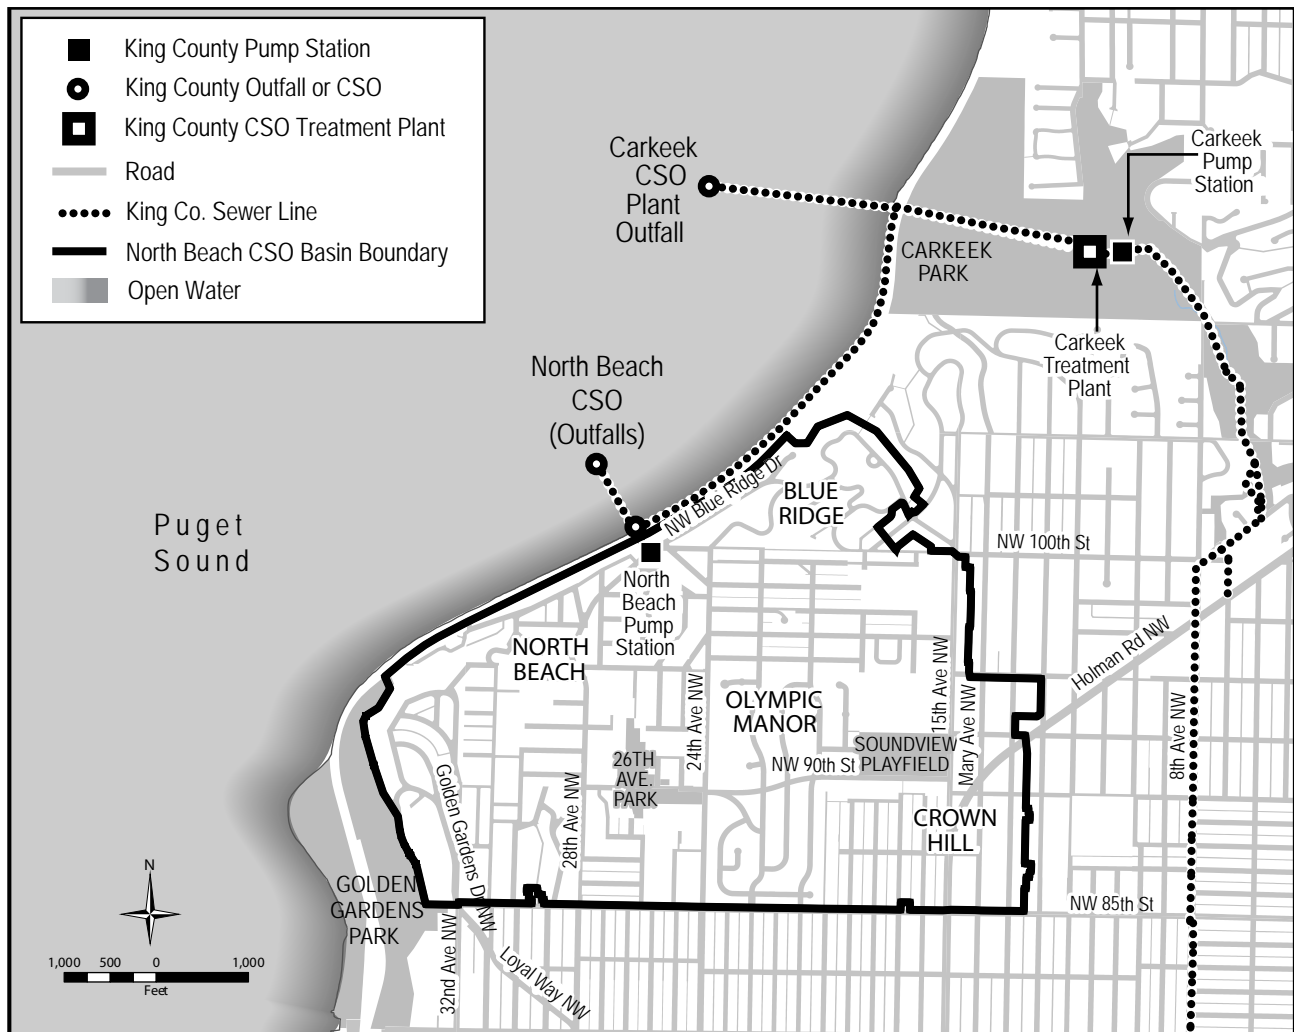 King County Pump Station
King County Outfall or CSO
King County CSO Treatment Plant
Road
King Co. Sewer Line
North Beach CSO Basin Boundary
Open Water
Carkeek
CSO
Plant
Outfall
Carkeek
Pump
Station
CARKEEK
PARK
Carkeek
Treatment
Plant
North Beach
CSO
(Outfalls)
NW Blue Ridge Dr
BLUE
RIDGE
Puget
Sound
NW 100th St
North
Beach
Pump
Station
NORTH
BEACH
Holman Rd NW
15th Ave NW
Mary Ave NW
24th Ave NW
OLYMPIC
MANOR
8th Ave NW
SOUNDVIEW
PLAYFIELD
NW 90th St
26TH
AVE.
PARK
Golden Gardens Dr NW
28th Ave NW
CROWN
HILL
N
GOLDEN
GARDENS
PARK
NW 85th St
32nd Ave NW
Loyal Way NW
1,000 500 0 1,000
Feet